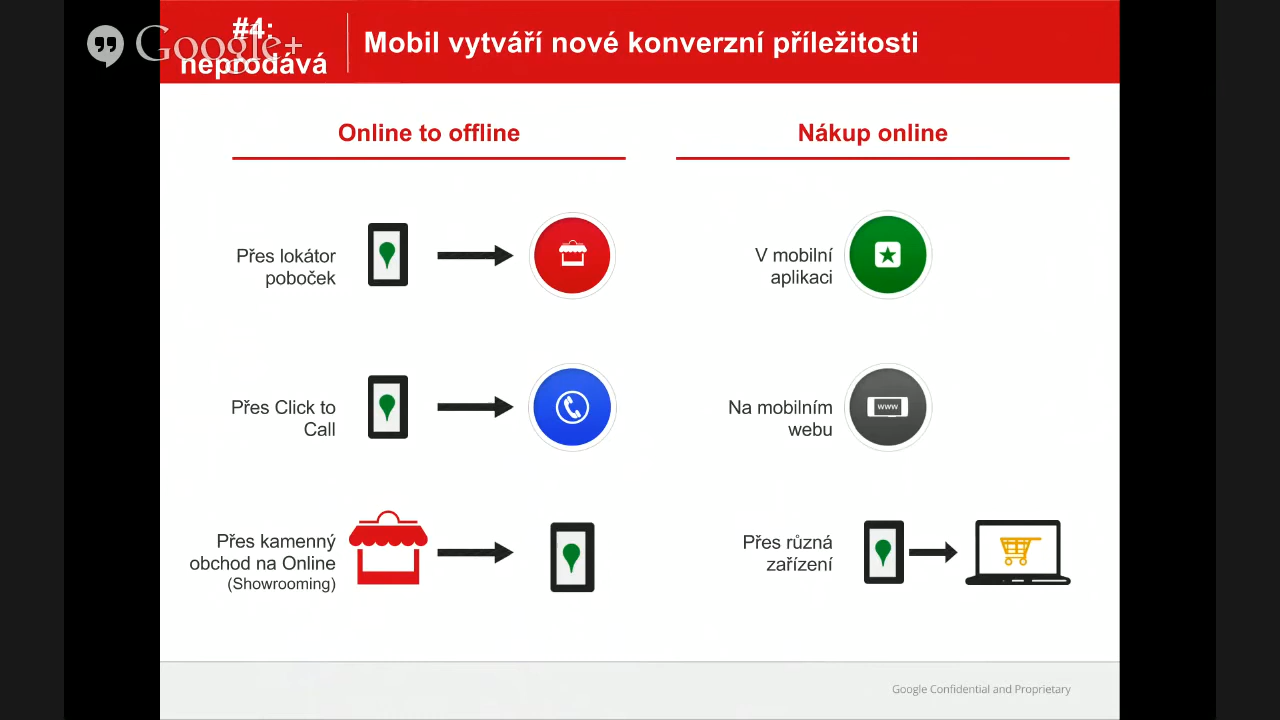 #4:
neprodává
Google+
Mobil vytváří nové konverzní příležitosti
Online to offline
Přes lokátor
poboček
Přes Click to
Call
Přes kamenný
obchod na Online
(Showrooming)
Nákup online
V mobilní
aplikaci
Na mobilním
webu
www
Přes různá
zařízení
Google Confidential and Proprietary